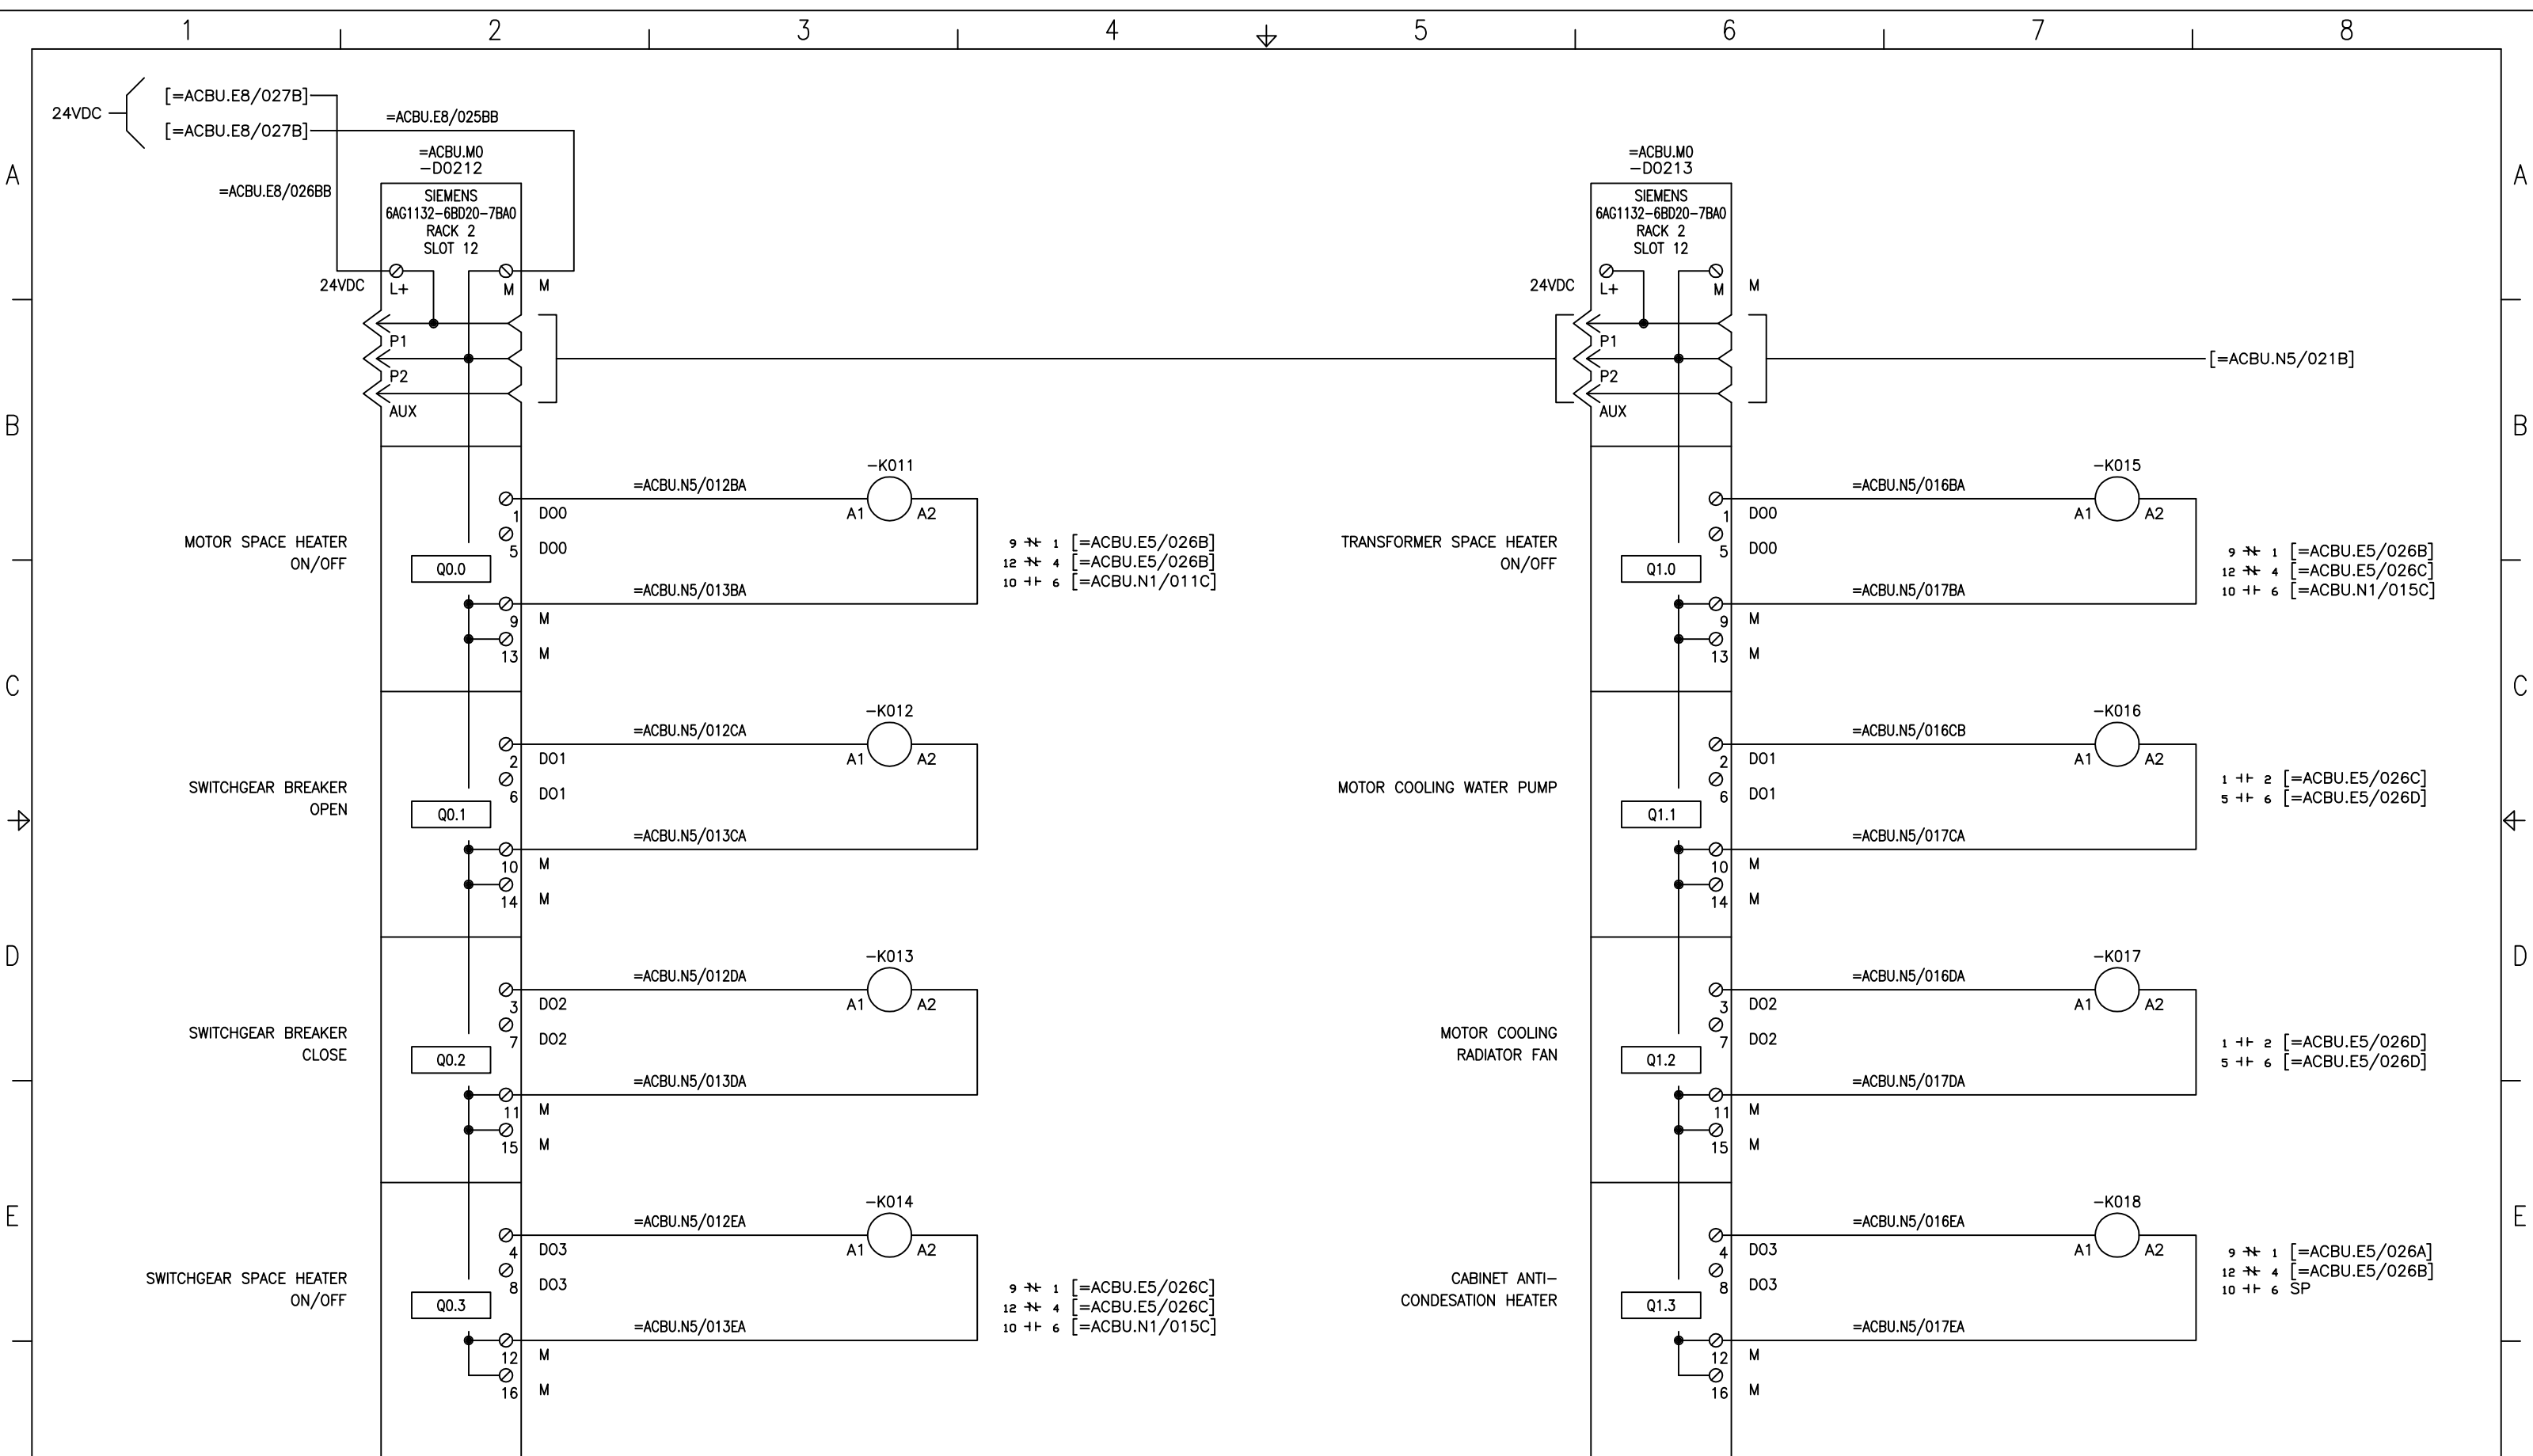 1 2 3 4 5 6 7 8
A A
B B
C C
D D
E E
24VDC
[=ACBU.E8/027B]
[=ACBU.E8/027B]
=ACBU.E8/025BB
=ACBU.E8/026BB
=ACBU.M0
-DO212
SIEMENS
6AG1132-6BD20-7BA0
RACK 2
SLOT 12
24VDC L+ M M
P1
P2
AUX
MOTOR SPACE HEATER
ON/OFF
Q0.0
1 DO0
5 DO0
9 M
13 M
=ACBU.N5/012BA
-K011
A1 A2
=ACBU.N5/013BA
9 1 [=ACBU.E5/026B]
12 4 [=ACBU.E5/026B]
10 6 [=ACBU.N1/011C]
SWITCHGEAR BREAKER
OPEN
Q0.1
2 DO1
6 DO1
10 M
14 M
=ACBU.N5/012CA
-K012
A1 A2
=ACBU.N5/013CA
SWITCHGEAR BREAKER
CLOSE
Q0.2
3 DO2
7 DO2
11 M
15 M
=ACBU.N5/012DA
-K013
A1 A2
=ACBU.N5/013DA
SWITCHGEAR SPACE HEATER
ON/OFF
Q0.3
4 DO3
8 DO3
12 M
16 M
=ACBU.N5/012EA
-K014
A1 A2
=ACBU.N5/013EA
9 1 [=ACBU.E5/026C]
12 4 [=ACBU.E5/026C]
10 6 [=ACBU.N1/015C]
=ACBU.M0
-DO213
SIEMENS
6AG1132-6BD20-7BA0
RACK 2
SLOT 12
24VDC L+ M M
P1
P2
AUX
[=ACBU.N5/021B]
TRANSFORMER SPACE HEATER
ON/OFF
Q1.0
1 DO0
5 DO0
9 M
13 M
=ACBU.N5/016BA
-K015
A1 A2
=ACBU.N5/017BA
9 1 [=ACBU.E5/026B]
12 4 [=ACBU.E5/026C]
10 6 [=ACBU.N1/015C]
MOTOR COOLING WATER PUMP
Q1.1
2 DO1
6 DO1
10 M
14 M
=ACBU.N5/016CB
-K016
A1 A2
=ACBU.N5/017CA
1 2 [=ACBU.E5/026C]
5 6 [=ACBU.E5/026D]
MOTOR COOLING
RADIATOR FAN
Q1.2
3 DO2
7 DO2
11 M
15 M
=ACBU.N5/016DA
-K017
A1 A2
=ACBU.N5/017DA
1 2 [=ACBU.E5/026D]
5 6 [=ACBU.E5/026D]
CABINET ANTI-
CONDESATION HEATER
Q1.3
4 DO3
8 DO3
12 M
16 M
=ACBU.N5/016EA
-K018
A1 A2
=ACBU.N5/017EA
9 1 [=ACBU.E5/026A]
12 4 [=ACBU.E5/026B]
10 6 SP